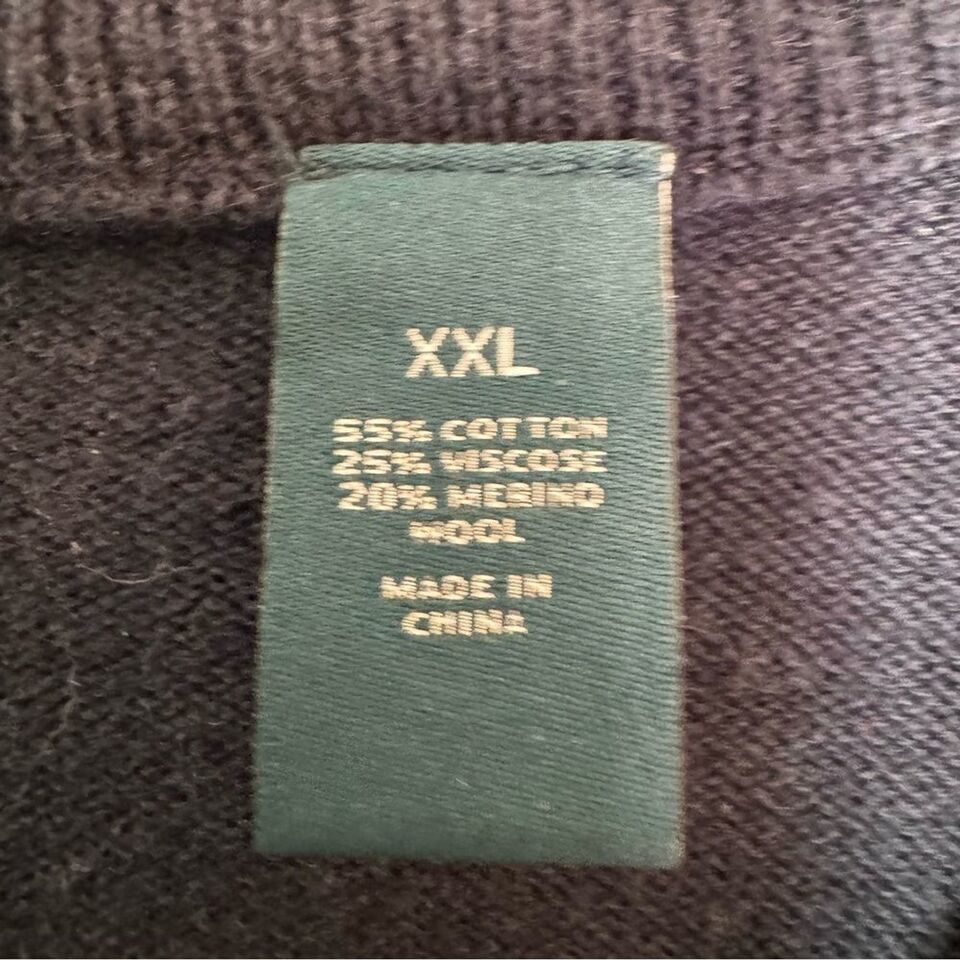 XXL
55% COTTON
25% VISCOSE
20% MERINO
WOOL
MADE IN
CHINA